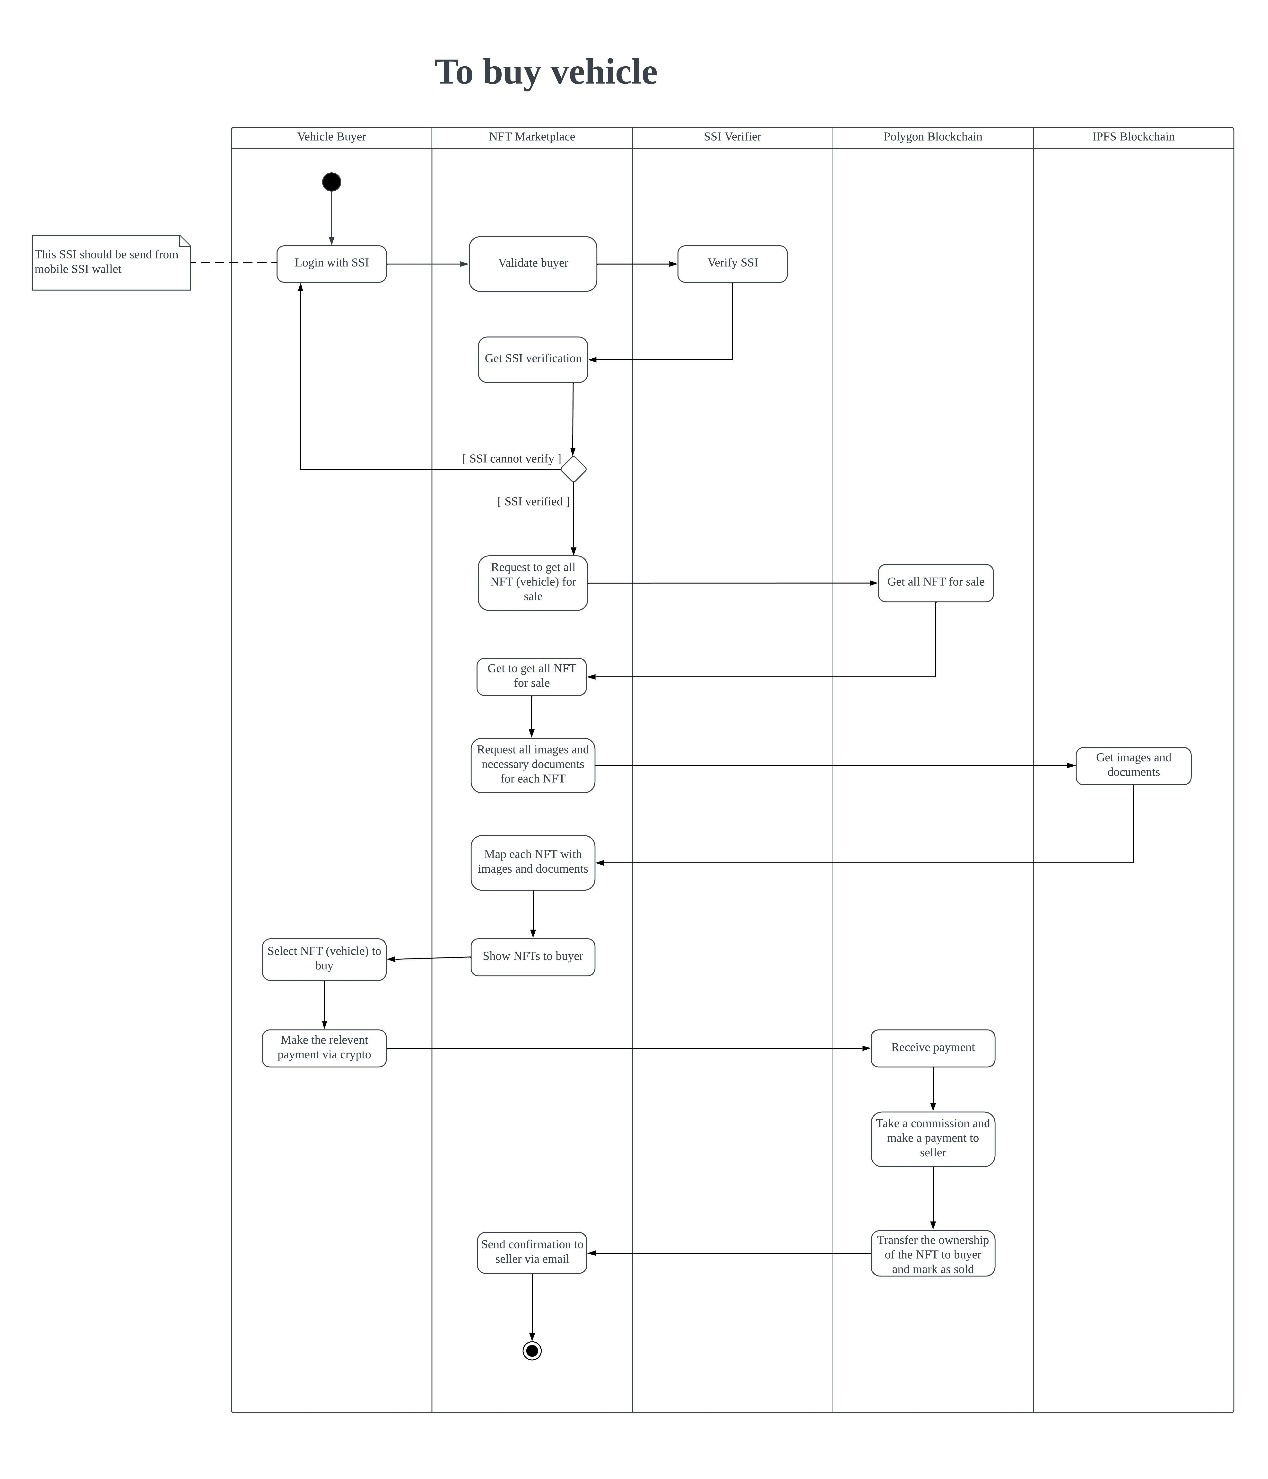 To buy vehicle
Vehicle Buyer
NFT Marketplace
SSI Verifier
Polygon Blockchain
IPFS Blockchain
This SSI should be send from
mobile SSI wallet
Login with SSI
Validate buyer
Verify SSI
Get SSI verification
[ SSI cannot verify ]
[ SSI verified ]
Request to get all
NFT (vehicle) for
sale
Get all NFT for sale
Get to get all NFT
for sale
Request all images and
necessary documents
for each NFT
Get images and
documents
Map each NFT with
images and documents
Select NFT (vehicle) to
buy
Show NFTs to buyer
Make the relevent
payment via crypto
Receive payment
Take a commission and
make a payment to
seller
Send confirmation to
seller via email
Transfer the ownership
of the NFT to buyer
and mark as sold